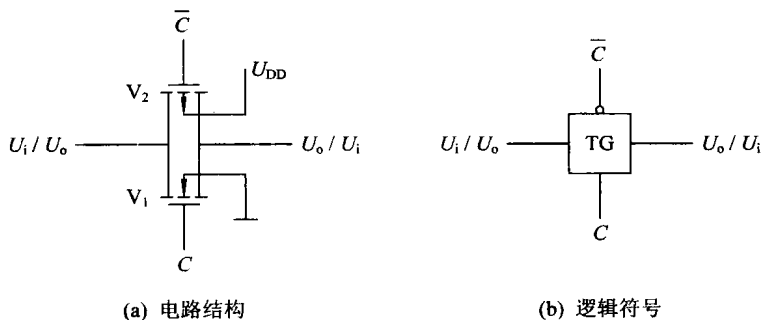 C̅
U_DD
V₂
U_i / U_o
U_o / U_i
V₁
C
(a) 电路结构
C̅
U_i / U_o
TG
U_o / U_i
C
(b) 逻辑符号